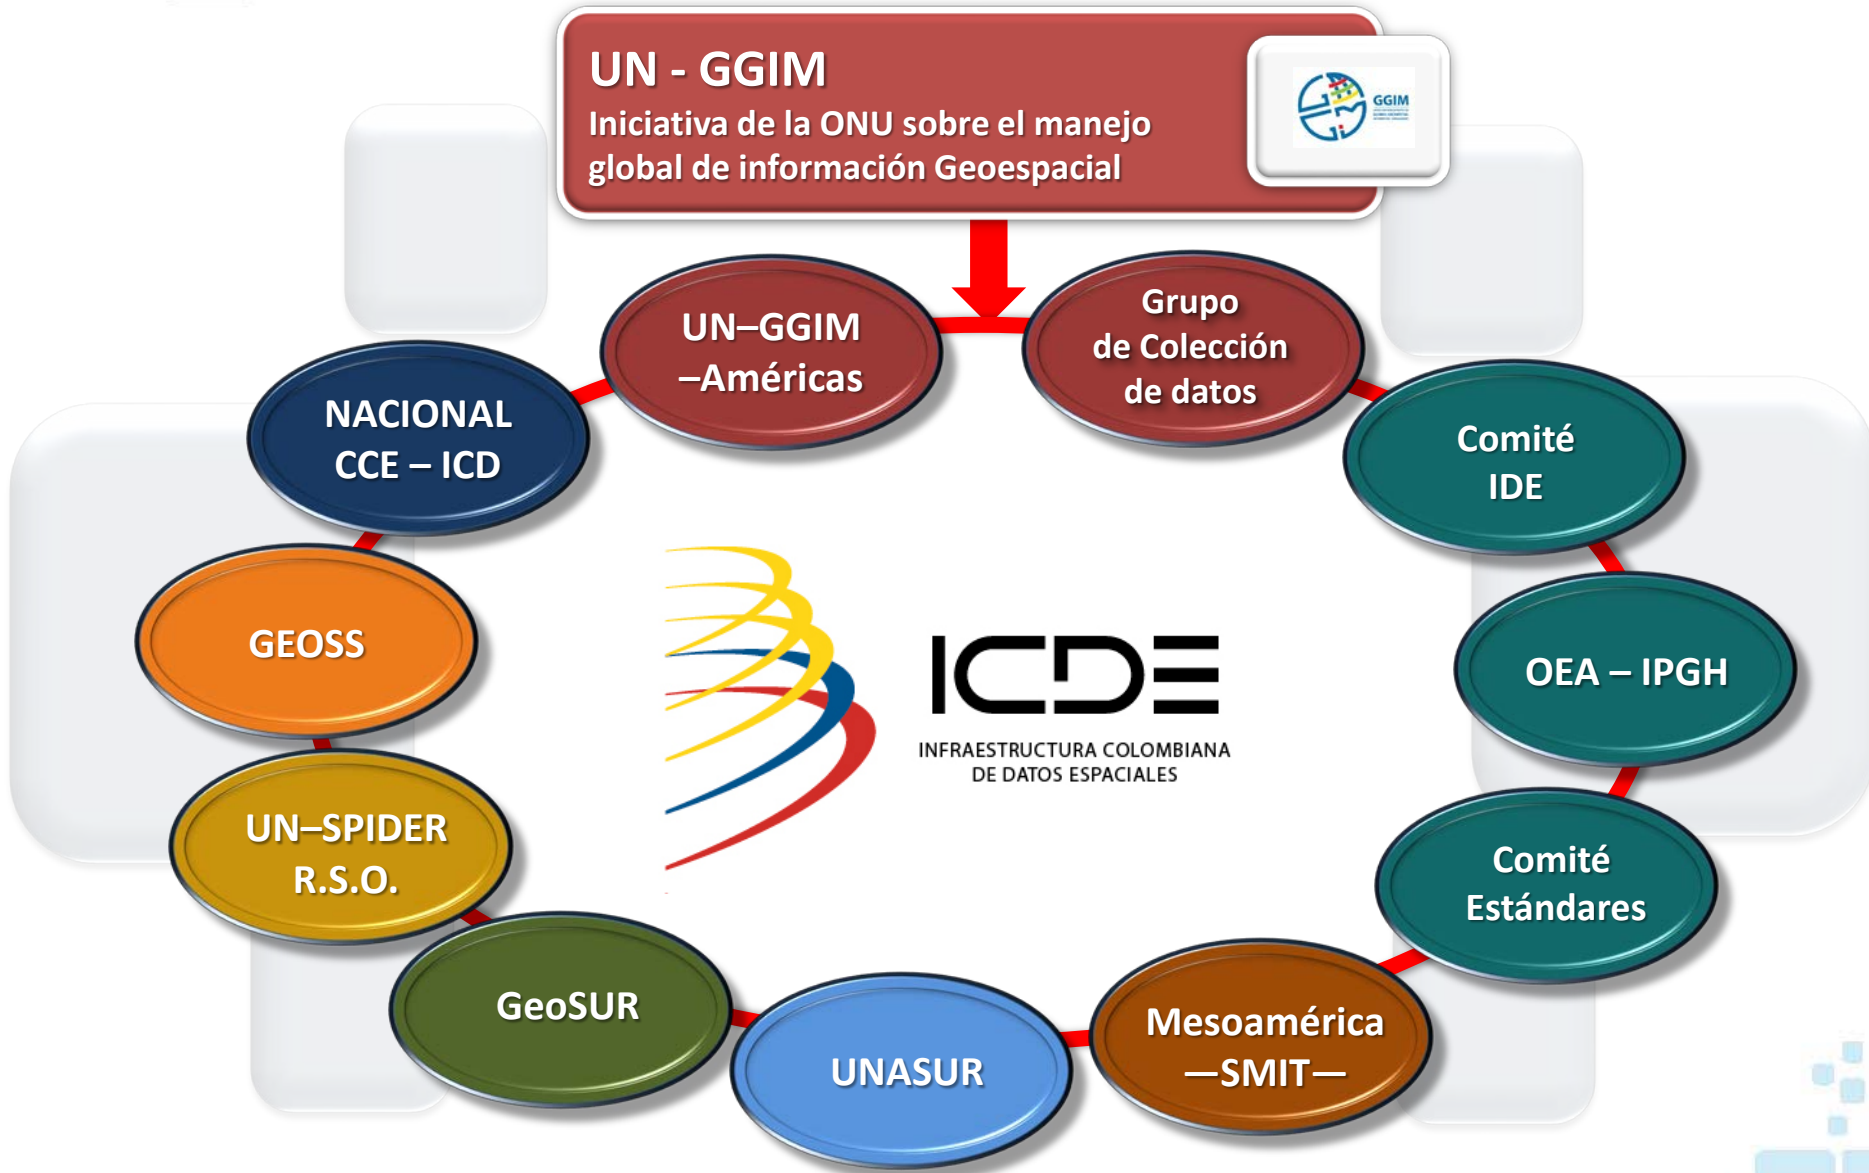 UN - GGIM
Iniciativa de la ONU sobre el manejo
global de información Geoespacial
GGIM
UN–GGIM
–Américas
Grupo
de Colección
de datos
NACIONAL
CCE – ICD
Comité
IDE
GEOSS
OEA – IPGH
ICDE
INFRAESTRUCTURA COLOMBIANA
DE DATOS ESPACIALES
UN–SPIDER
R.S.O.
Comité
Estándares
GeoSUR
Mesoamérica
—SMIT—
UNASUR